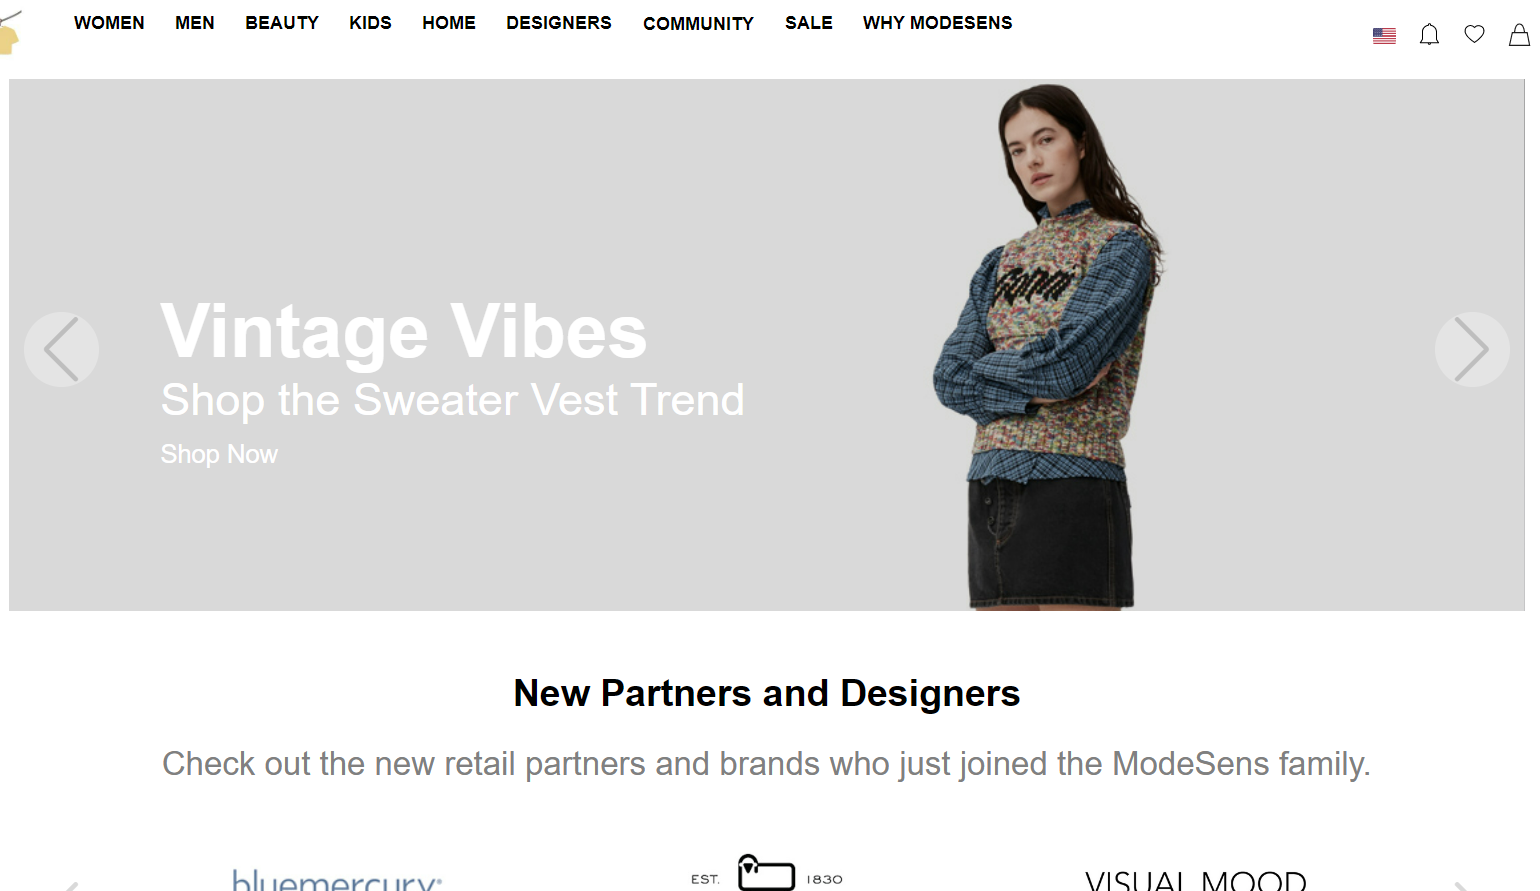 WOMEN MEN BEAUTY KIDS HOME DESIGNERS COMMUNITY SALE WHY MODESENS
Vintage Vibes
Shop the Sweater Vest Trend
Shop Now
New Partners and Designers
Check out the new retail partners and brands who just joined the ModeSens family.
bluemercury® EST. 1830 VISUAL MOOD